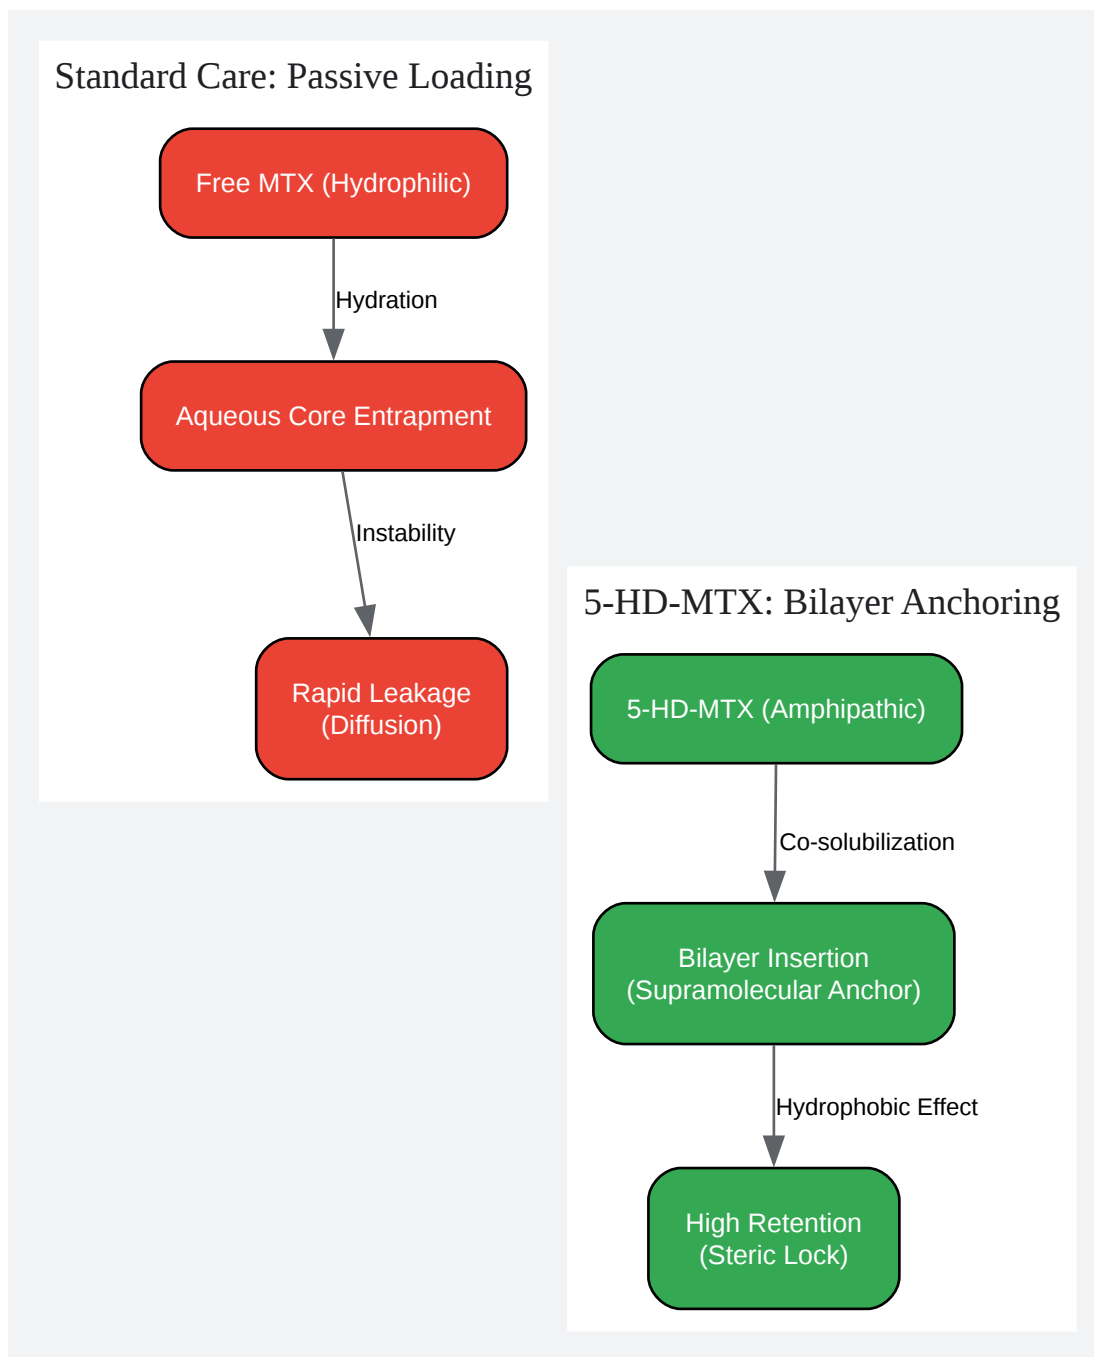 Standard Care: Passive Loading
Free MTX (Hydrophilic)
Hydration
Aqueous Core Entrapment
Instability
Rapid Leakage
(Diffusion)
5-HD-MTX: Bilayer Anchoring
5-HD-MTX (Amphipathic)
Co-solubilization
Bilayer Insertion
(Supramolecular Anchor)
Hydrophobic Effect
High Retention
(Steric Lock)